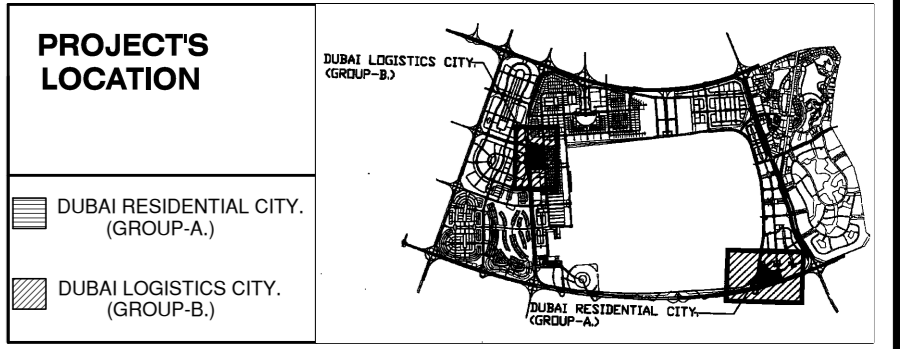 PROJECT'S
LOCATION
DUBAI RESIDENTIAL CITY.
(GROUP-A.)
DUBAI LOGISTICS CITY.
(GROUP-B.)
DUBAI LOGISTICS CITY.
(GROUP-B.)
DUBAI RESIDENTIAL CITY.
(GROUP-A.)